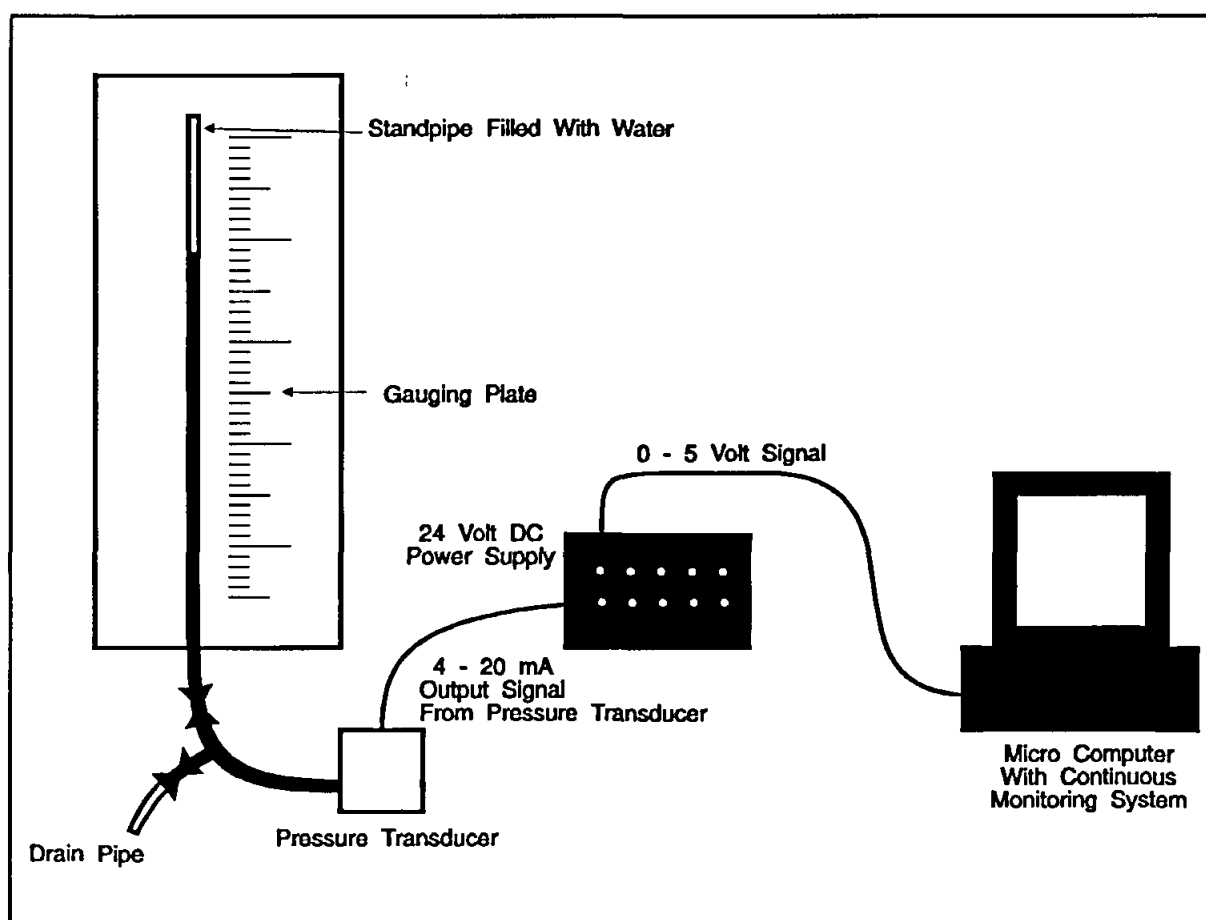 Standpipe Filled With Water
Gauging Plate
0 - 5 Volt Signal
24 Volt DC
Power Supply
4 - 20 mA
Output Signal
From Pressure Transducer
Micro Computer
With Continuous
Monitoring System
Pressure Transducer
Drain Pipe